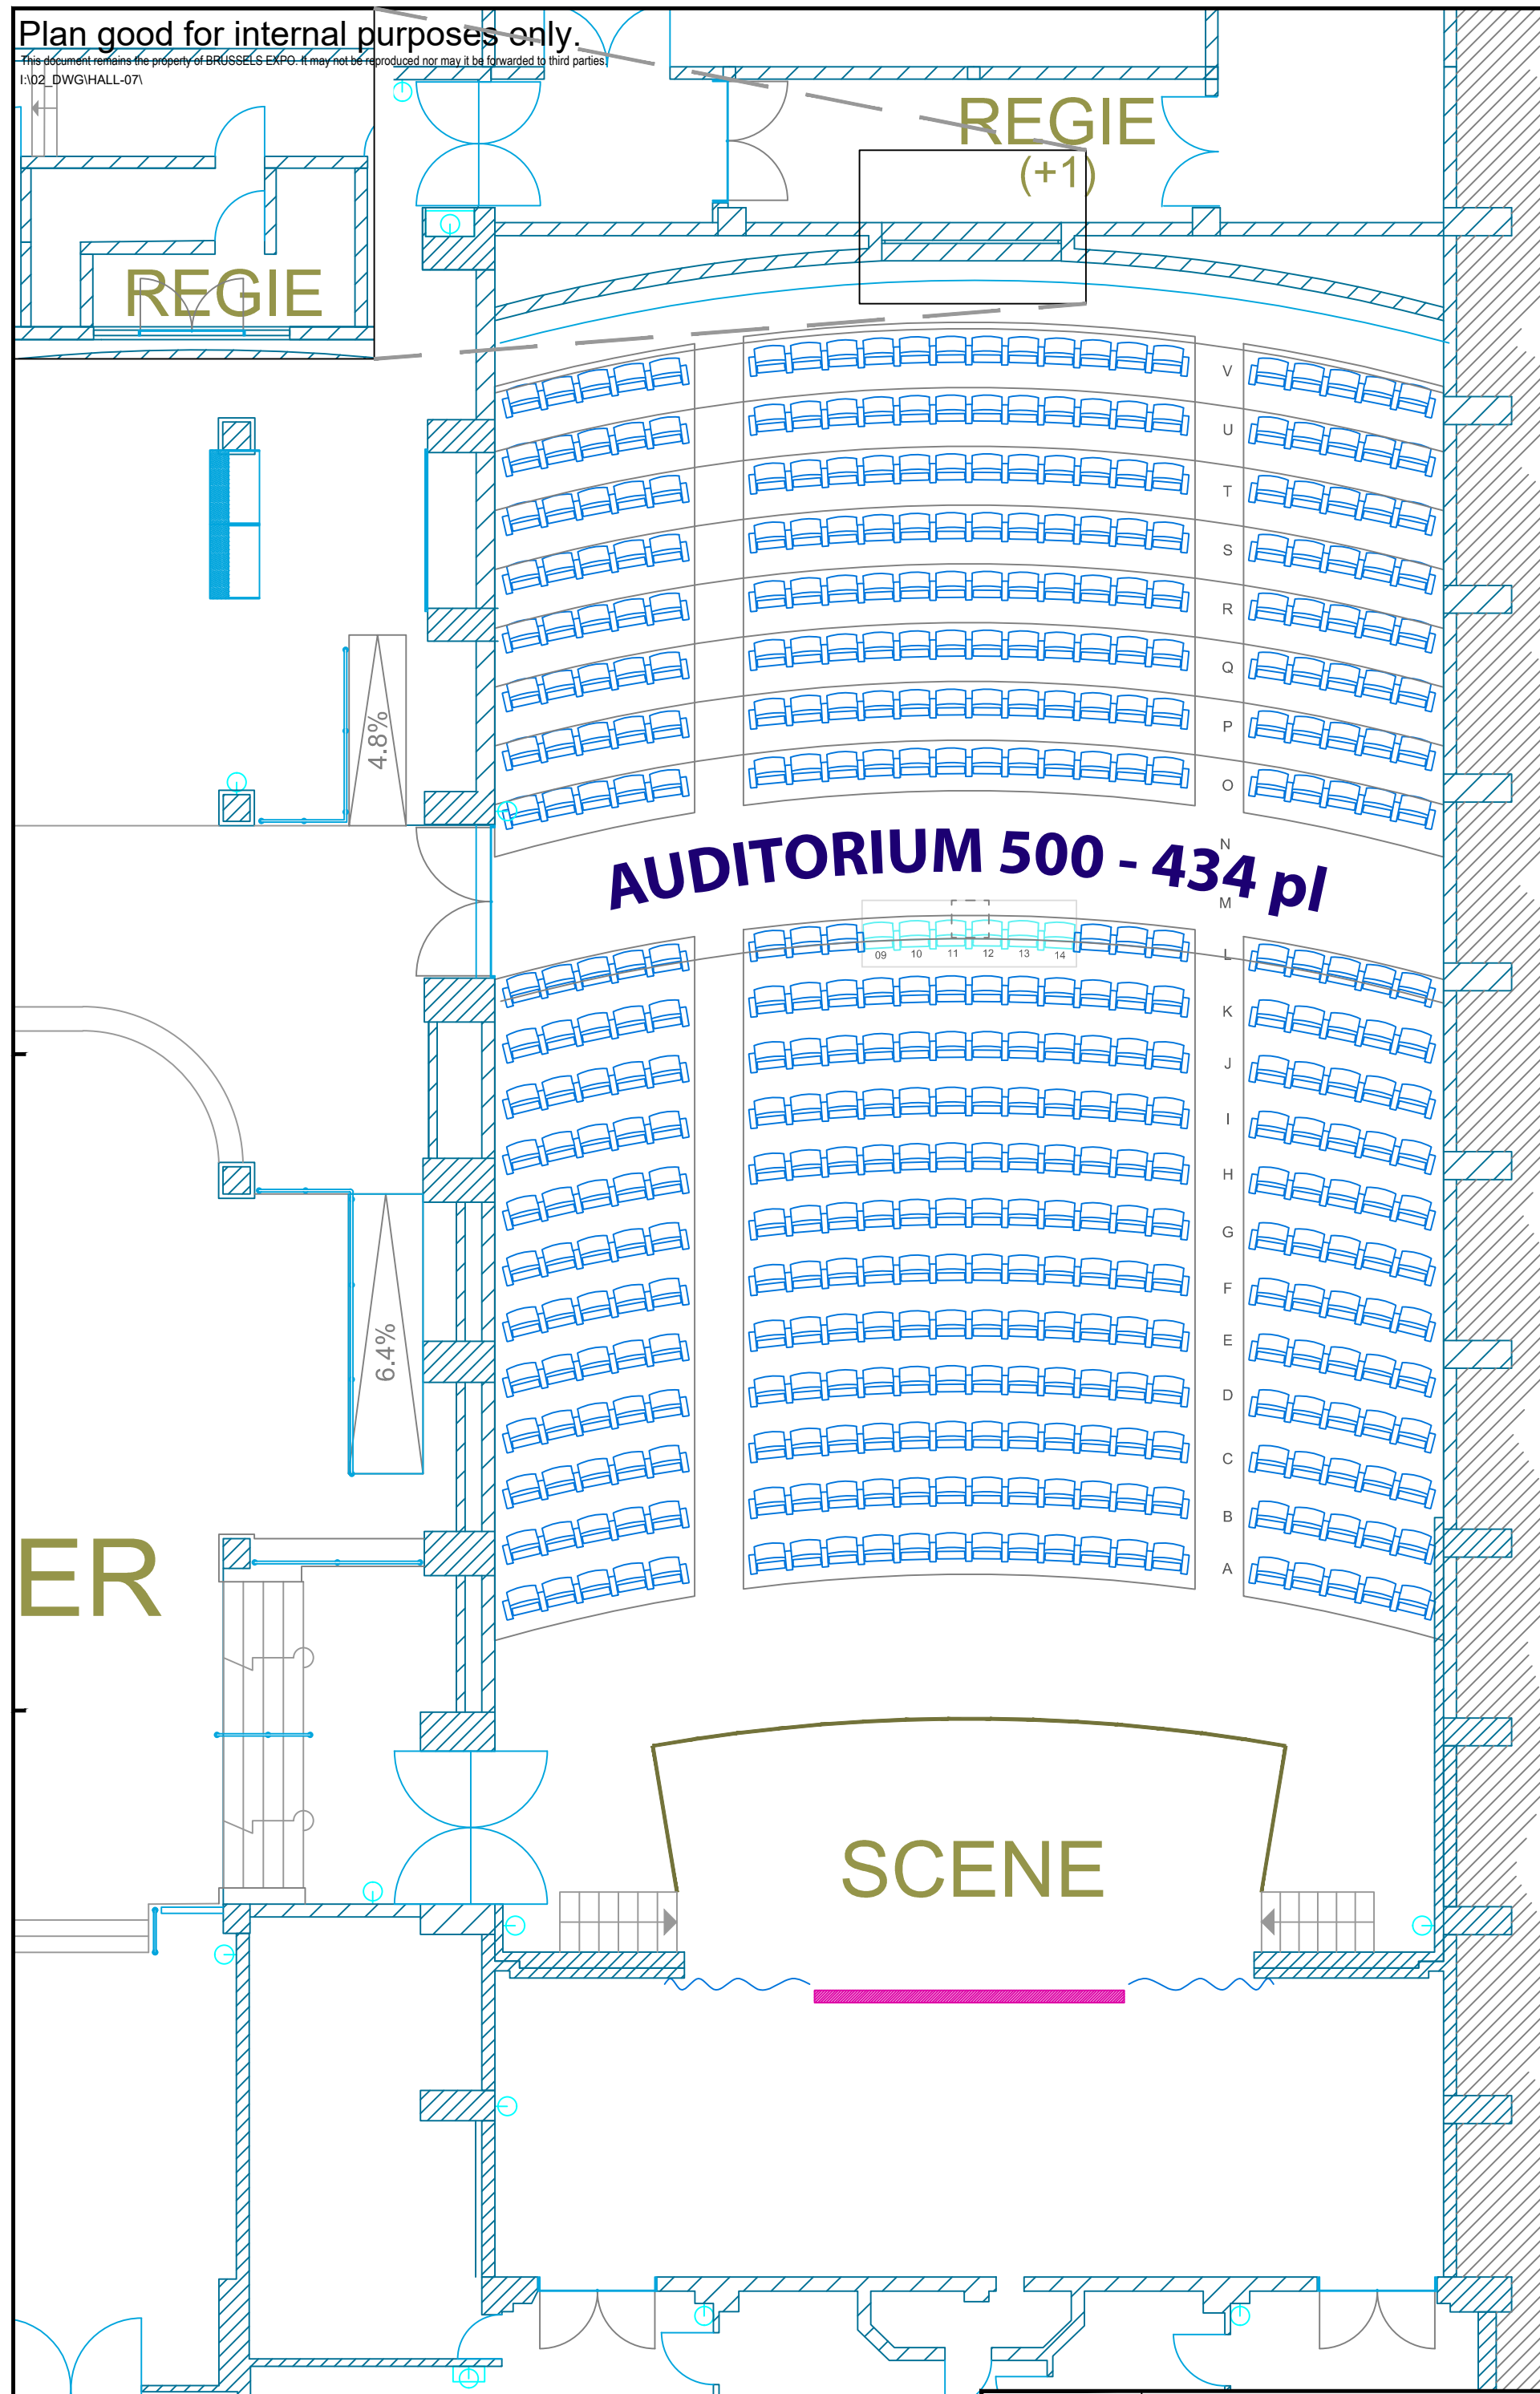 Plan good for internal purposes only.
This document remains the property of BRUSSELS EXPO. It may not be reproduced nor may it be forwarded to third parties.
I:\02_DWG\HALL-07\
REGIE
(+1)
REGIE
V
U
T
S
R
Q
P
O
4.8%
N
AUDITORIUM 500 - 434 pl
M
L
09 10 11 12 13 14
K
J
I
H
G
F
E
6.4%
D
C
B
A
ER
SCENE